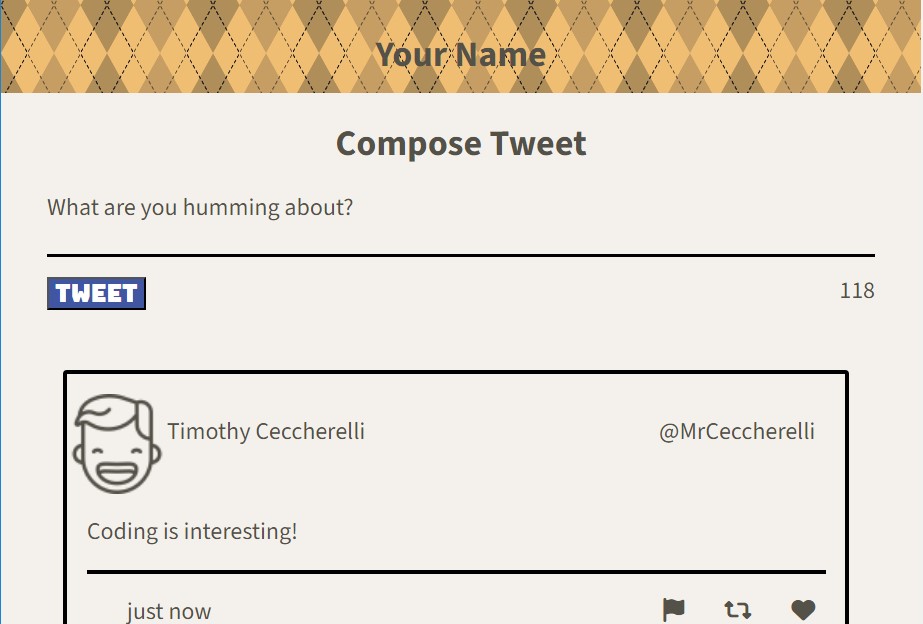 Your Name
Compose Tweet
What are you humming about?
TWEET 118
Timothy Ceccherelli @MrCeccherelli
Coding is interesting!
just now